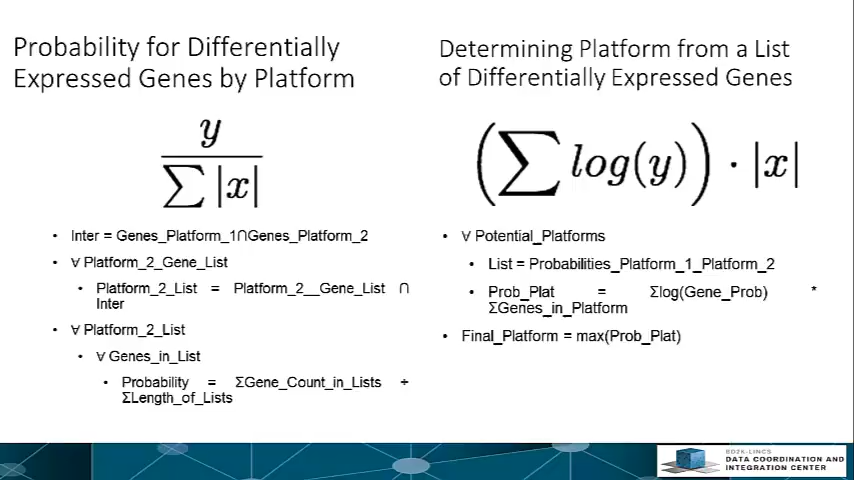 Probability for Differentially
Expressed Genes by Platform
y
∑ |x|
• Inter = Genes_Platform_1∩Genes_Platform_2
• ∀ Platform_2_Gene_List
• Platform_2_List = Platform_2__Gene_List ∩
Inter
• ∀ Platform_2_List
• ∀ Genes_in_List
• Probability = ΣGene_Count_in_Lists ÷
ΣLength_of_Lists
Determining Platform from a List
of Differentially Expressed Genes
(∑ log(y)) · |x|
• ∀ Potential_Platforms
• List = Probabilities_Platform_1_Platform_2
• Prob_Plat = Σlog(Gene_Prob) *
ΣGenes_in_Platform
• Final_Platform = max(Prob_Plat)
BD2K-LINCS
DATA COORDINATION AND
INTEGRATION CENTER